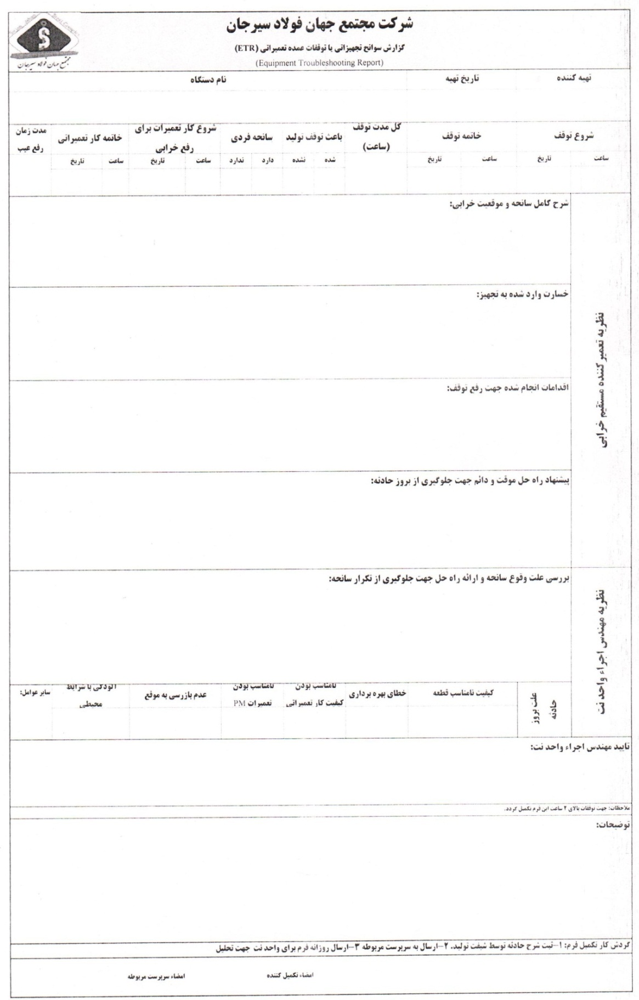 شرکت مجتمع جهان فولاد سیرجان
گزارش سوانح تجهیزاتی یا توقفات عمده تعمیراتی (ETR)
(Equipment Troubleshooting Report)
مجتمع جهان فولاد سیرجان
تهیه کننده تاریخ تهیه نام دستگاه
شروع توقف خاتمه توقف کل مدت توقف (ساعت) باعث توقف تولید سانحه فردی شروع کار تعمیرات برای رفع خرابی خاتمه کار تعمیراتی مدت زمان رفع عیب
ساعت تاریخ ساعت تاریخ شده نشده دارد ندارد ساعت تاریخ ساعت تاریخ
نظریه تعمیر کننده مستقیم خرابی
شرح کامل سانحه و موقعیت خرابی:
خسارت وارد شده به تجهیز:
اقدامات انجام شده جهت رفع توقف:
پیشنهاد راه حل موقت و دائم جهت جلوگیری از بروز حادثه:
نظریه مهندس اجراء واحد نت
بررسی علت وقوع سانحه و ارائه راه حل جهت جلوگیری از تکرار سانحه:
علت بروز حادثه
کیفیت نامناسب قطعه خطای بهره برداری نامناسب بودن کیفیت کار تعمیراتی نامناسب بودن تعمیرات PM عدم بازرسی به موقع آلودگی یا شرایط محیطی سایر عوامل:
تایید مهندس اجراء واحد نت:
ملاحظات: جهت توقفات بالای ۲ ساعت این فرم تکمیل گردد.
توضیحات:
گردش کار تکمیل فرم: ۱-ثبت شرح حادثه توسط شیفت تولید. ۲-ارسال به سرپرست مربوطه ۳-ارسال روزانه فرم برای واحد نت جهت تحلیل
امضاء تکمیل کننده امضاء سرپرست مربوطه